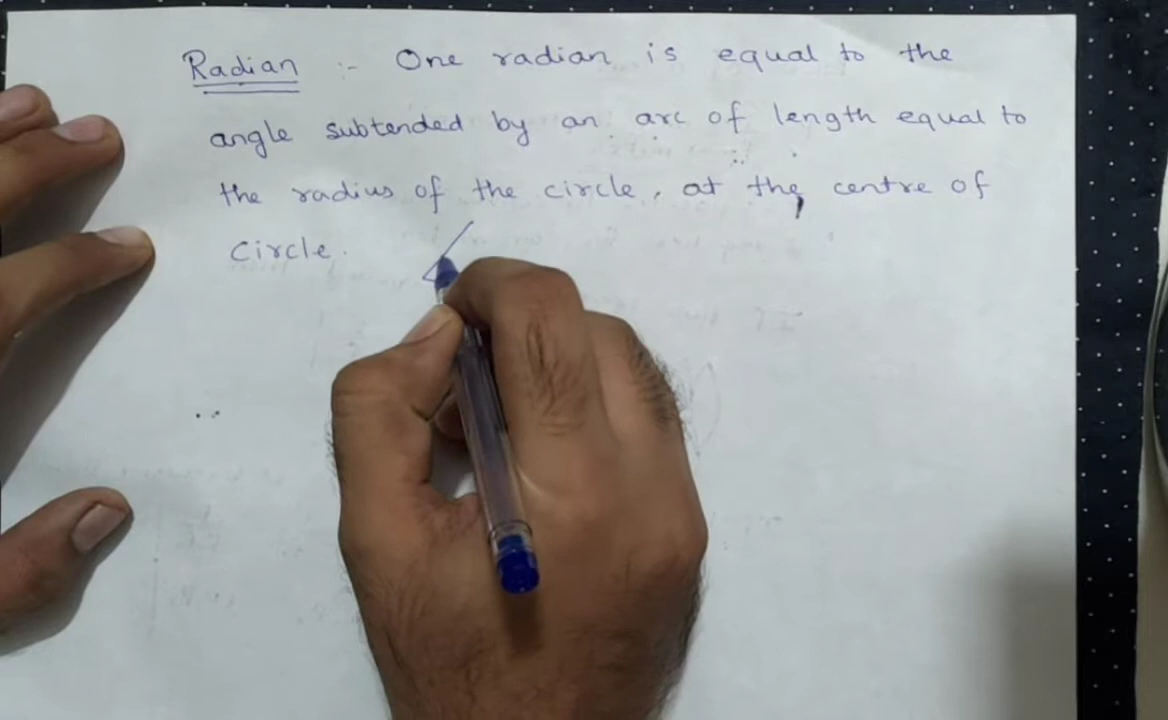 Radian :- One radian is equal to the
angle subtended by an arc of length equal to
the radius of the circle, at the centre of
circle.